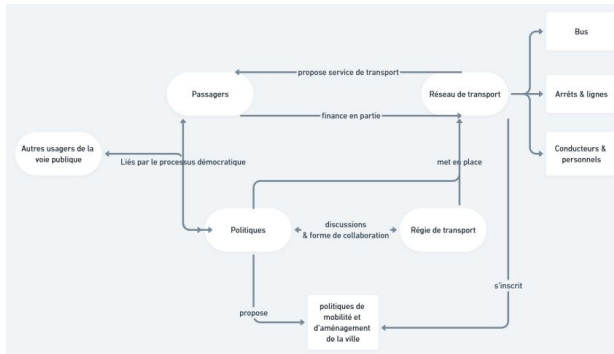 Bus
propose service de transport
Passagers
Réseau de transport
Arrêts & lignes
finance en partie
Autres usagers de la
voie publique
Liés par le processus démocratique
met en place
Conducteurs &
personnels
Politiques
discussions
& forme de collaboration
Régie de transport
s'inscrit
propose
politiques de
mobilité et
d'aménagement
de la ville